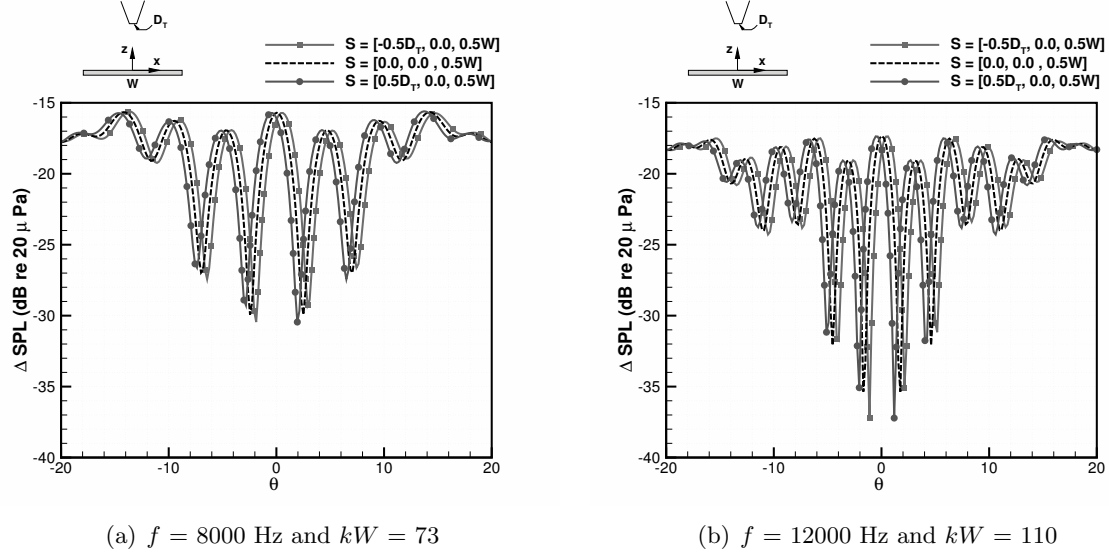 D_T
z
x
W
S = [-0.5D_T, 0.0, 0.5W]
S = [0.0, 0.0 , 0.5W]
S = [0.5D_T, 0.0, 0.5W]
Δ SPL (dB re 20 μ Pa)
-15
-20
-25
-30
-35
-40
-20
-10
0
10
20
θ
(a) f = 8000 Hz and kW = 73
D_T
z
x
W
S = [-0.5D_T, 0.0, 0.5W]
S = [0.0, 0.0 , 0.5W]
S = [0.5D_T, 0.0, 0.5W]
Δ SPL (dB re 20 μ Pa)
-15
-20
-25
-30
-35
-40
-20
-10
0
10
20
θ
(b) f = 12000 Hz and kW = 110